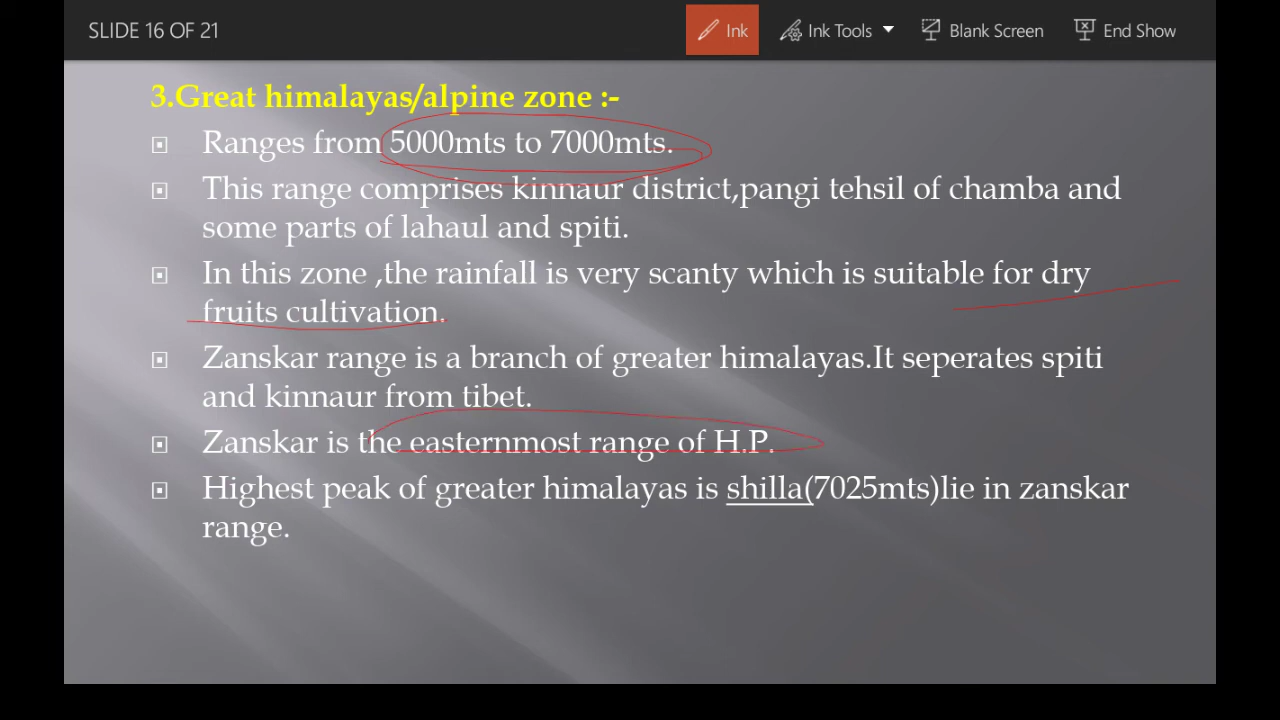 SLIDE 16 OF 21 Ink Ink Tools Blank Screen End Show
3.Great himalayas/alpine zone :-
Ranges from 5000mts to 7000mts.
This range comprises kinnaur district,pangi tehsil of chamba and
some parts of lahaul and spiti.
In this zone ,the rainfall is very scanty which is suitable for dry
fruits cultivation.
Zanskar range is a branch of greater himalayas.It seperates spiti
and kinnaur from tibet.
Zanskar is the easternmost range of H.P.
Highest peak of greater himalayas is shilla(7025mts)lie in zanskar
range.